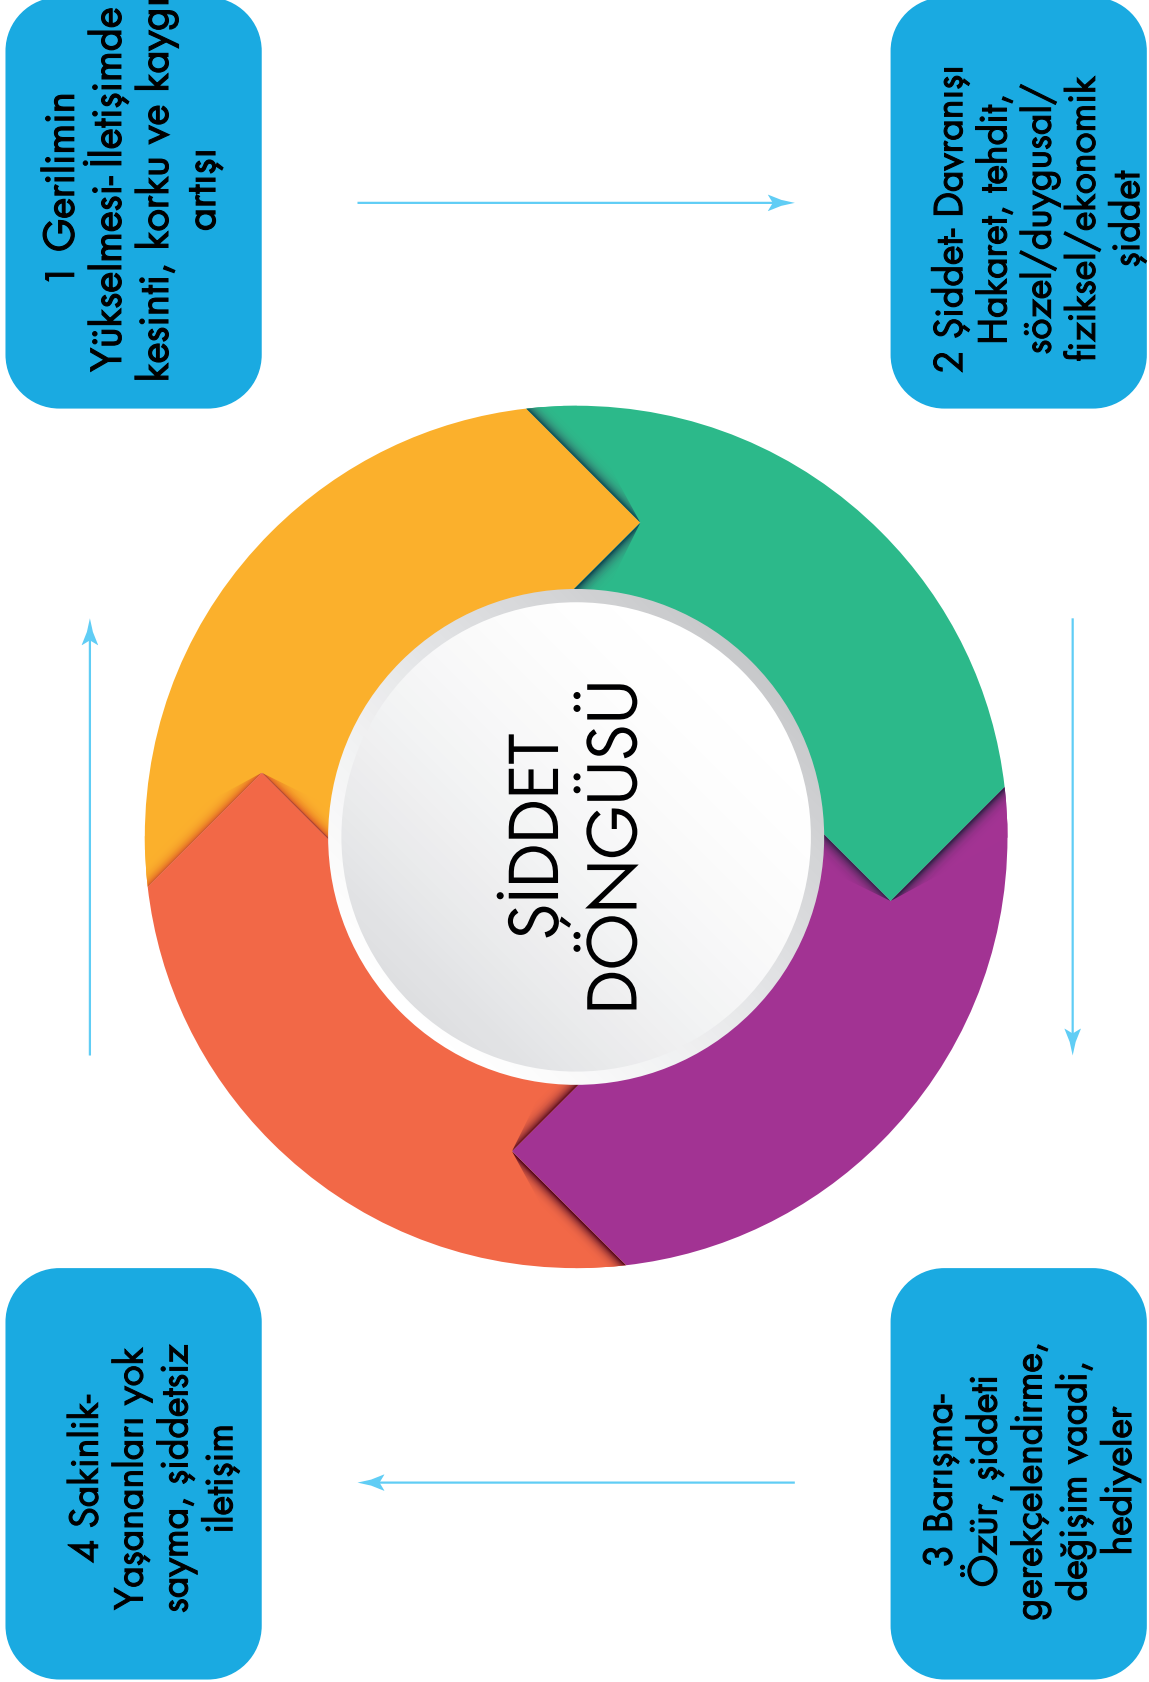 1 Gerilimin
Yükselmesi-İletişimde
kesinti, korku ve kaygı
artışı
2 Şiddet- Davranışı
Hakaret, tehdit,
sözel/duygusal/
fiziksel/ekonomik
şiddet
3 Barışma-
Özür, şiddeti
gerekçelendirme,
değişim vaadi,
hediyeler
4 Sakinlik-
Yaşananları yok
sayma, şiddetsiz
iletişim
ŞİDDET
DÖNGÜSÜ